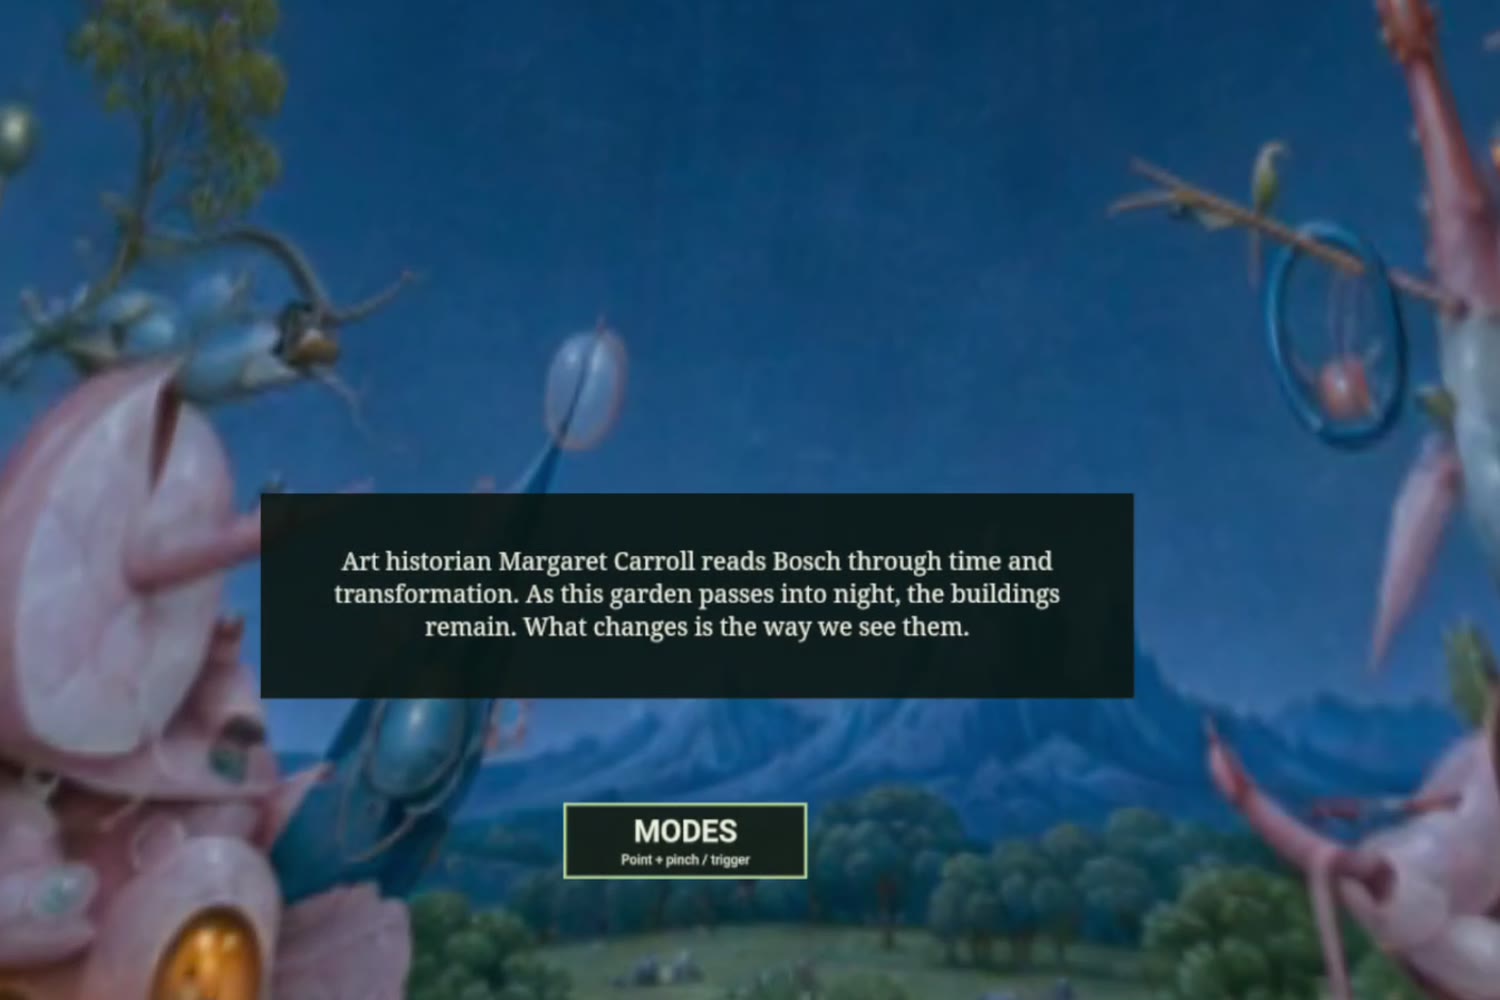 Art historian Margaret Carroll reads Bosch through time and
transformation. As this garden passes into night, the buildings
remain. What changes is the way we see them.
MODES
Point + pinch / trigger